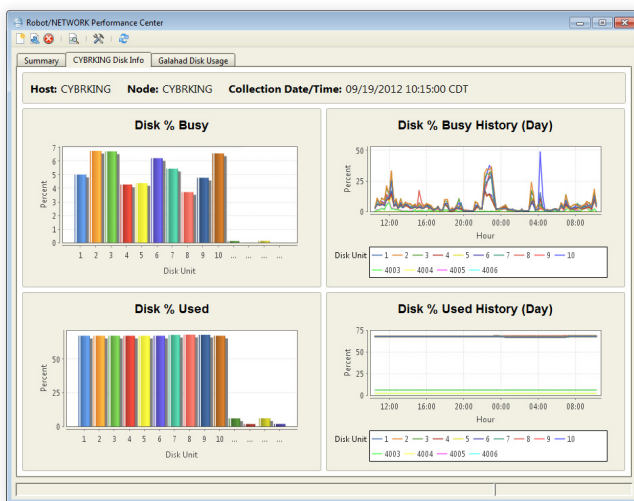 Robot/NETWORK Performance Center
Summary CYBRKING Disk Info Galahad Disk Usage
Host: CYBRKING Node: CYBRKING Collection Date/Time: 09/19/2012 10:15:00 CDT
Disk % Busy
7
6
5
4
3
2
1
0
Percent
1 2 3 4 5 6 7 8 9 10 ... ... ... ...
Disk Unit
Disk % Busy History (Day)
50
25
0
Percent
12:00 16:00 20:00 00:00 04:00 08:00
Hour
Disk Unit 1 2 3 4 5 6 7 8 9 10
4003 4004 4005 4006
Disk % Used
50
25
0
Percent
1 2 3 4 5 6 7 8 9 10 ... ... ... ...
Disk Unit
Disk % Used History (Day)
75
50
25
0
Percent
12:00 16:00 20:00 00:00 04:00 08:00
Hour
Disk Unit 1 2 3 4 5 6 7 8 9 10
4003 4004 4005 4006